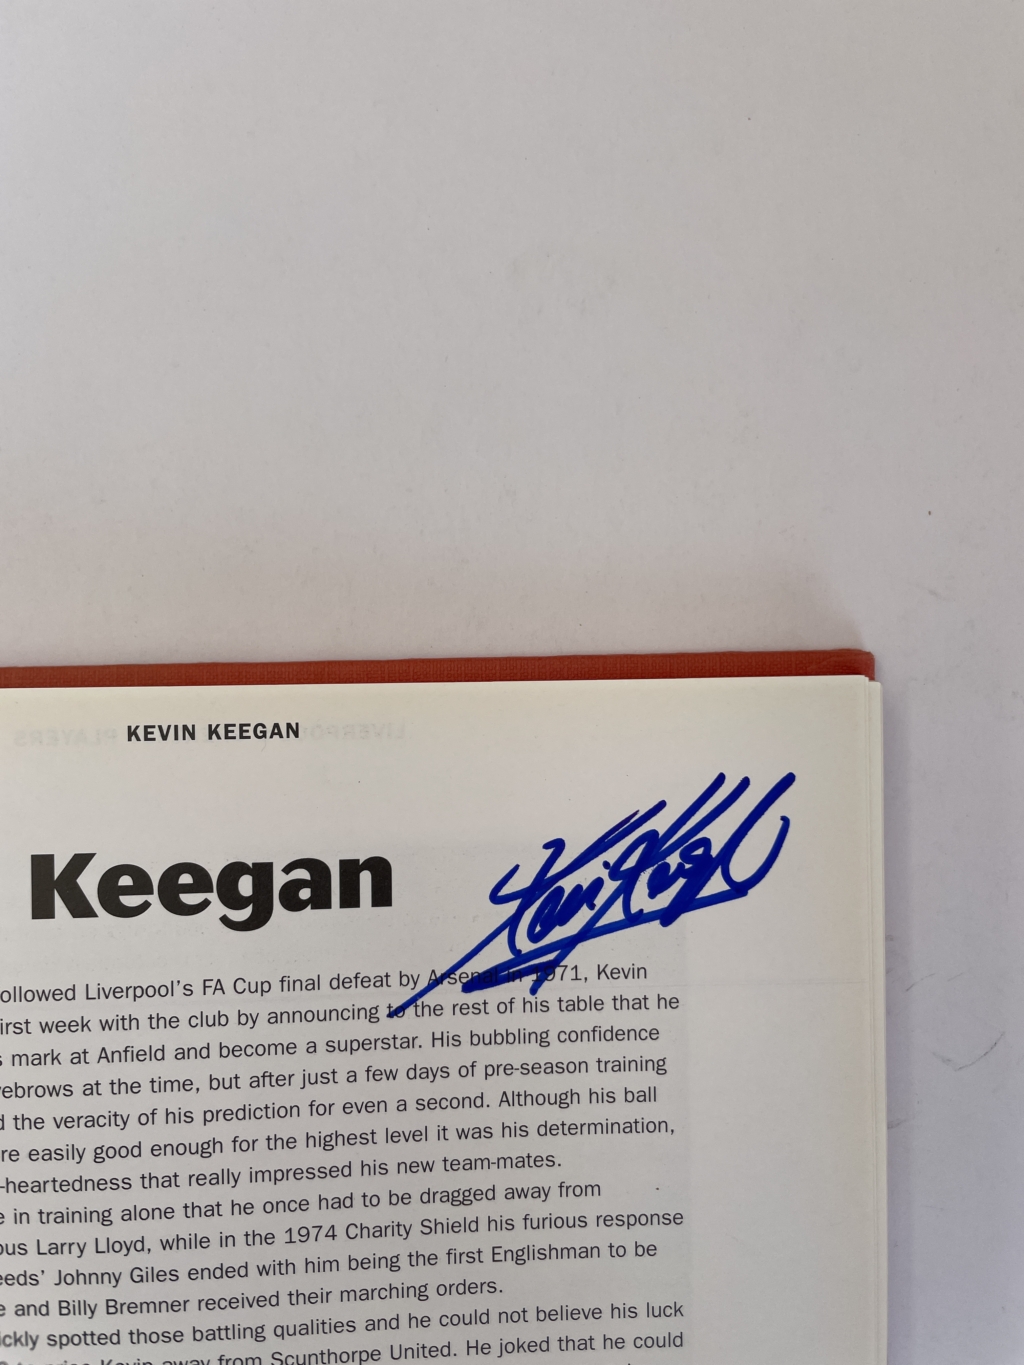 KEVIN KEEGAN
Keegan
Kevin Keegan
ollowed Liverpool's FA Cup final defeat by Arsenal in 1971, Kevin
irst week with the club by announcing to the rest of his table that he
s mark at Anfield and become a superstar. His bubbling confidence
yebrows at the time, but after just a few days of pre-season training
d the veracity of his prediction for even a second. Although his ball
re easily good enough for the highest level it was his determination,
-heartedness that really impressed his new team-mates.
e in training alone that he once had to be dragged away from
ous Larry Lloyd, while in the 1974 Charity Shield his furious response
eeds' Johnny Giles ended with him being the first Englishman to be
e and Billy Bremner received their marching orders.
ickly spotted those battling qualities and he could not believe his luck
Kevin away from Scunthorpe United. He joked that he could